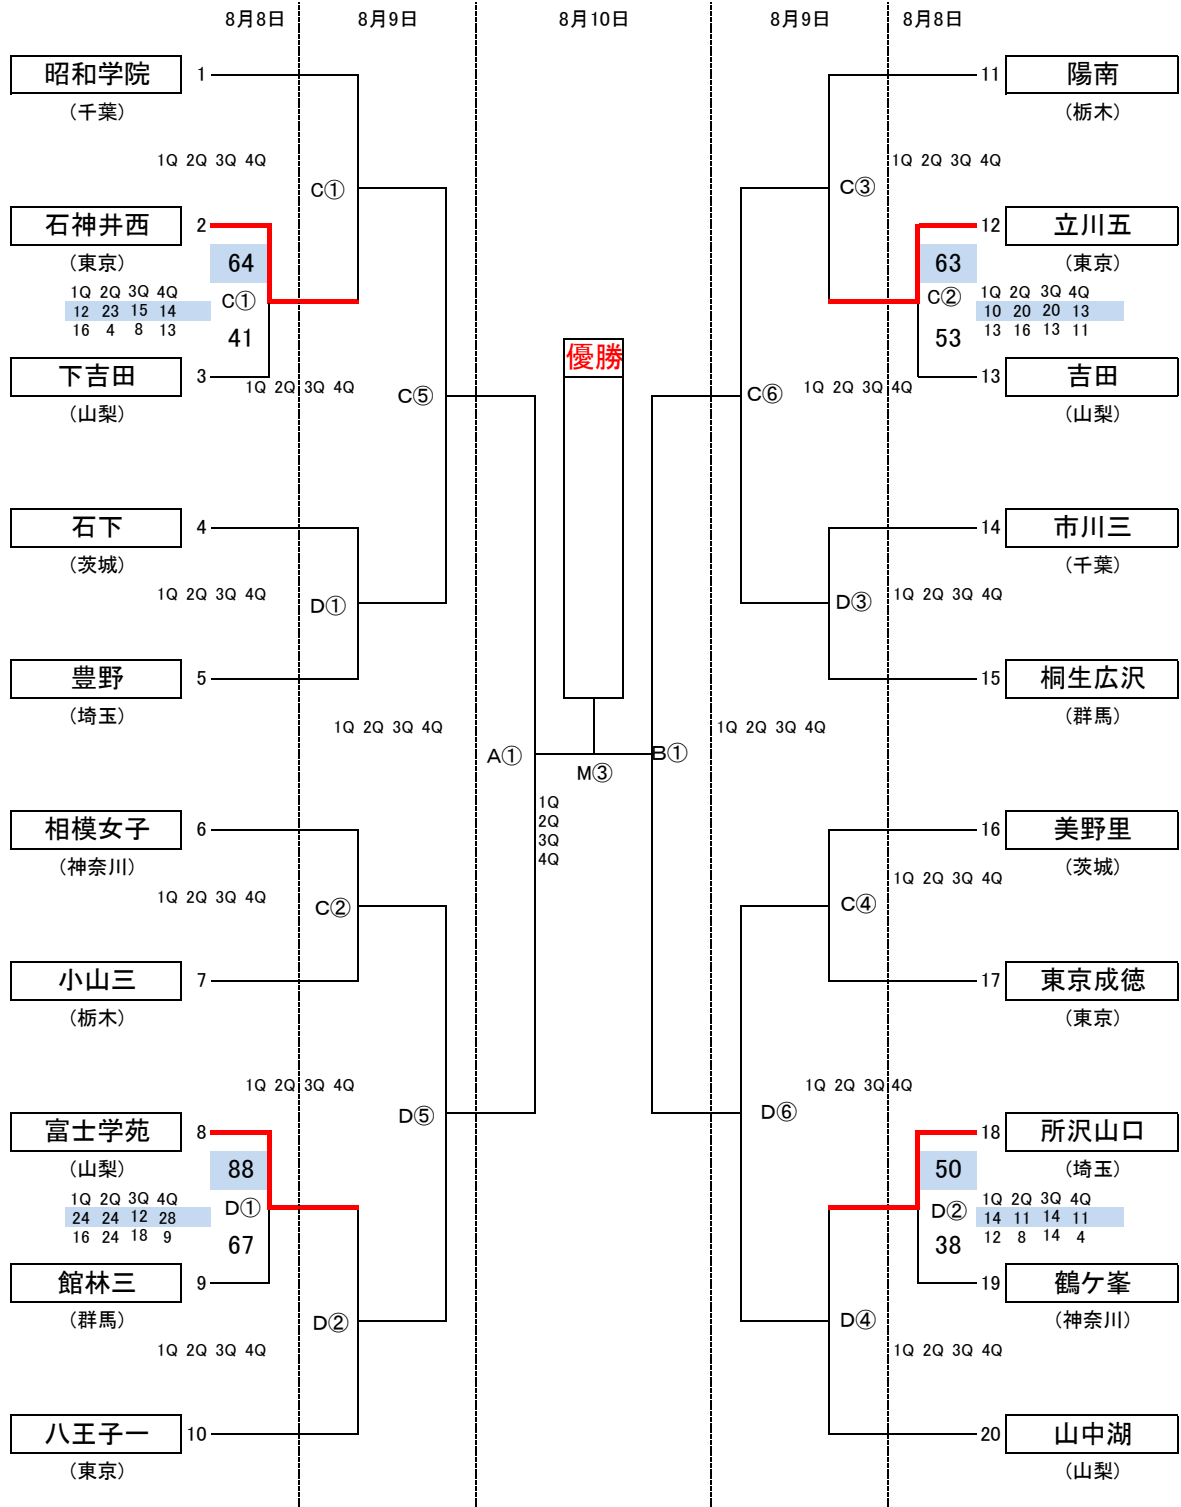 8月8日 8月9日 8月10日 8月9日 8月8日
昭和学院 1 11 陽南
(千葉) (栃木)
1Q 2Q 3Q 4Q 1Q 2Q 3Q 4Q
C① C③
石神井西 2 12 立川五
(東京) 64 63 (東京)
1Q 2Q 3Q 4Q C① C② 1Q 2Q 3Q 4Q
12 23 15 14 10 20 20 13
16 4 8 13 41 53 13 16 13 11
優勝
下吉田 3 13 吉田
1Q 2Q 3Q 4Q C⑤ C⑥ 1Q 2Q 3Q 4Q
(山梨) (山梨)
石下 4 14 市川三
(茨城) (千葉)
1Q 2Q 3Q 4Q D① D③ 1Q 2Q 3Q 4Q
豊野 5 15 桐生広沢
(埼玉) (群馬)
1Q 2Q 3Q 4Q 1Q 2Q 3Q 4Q
A① B①
M③
1Q
2Q
3Q
4Q
相模女子 6 16 美野里
(神奈川) (茨城)
1Q 2Q 3Q 4Q C② C④ 1Q 2Q 3Q 4Q
小山三 7 17 東京成徳
(栃木) (東京)
1Q 2Q 3Q 4Q 1Q 2Q 3Q 4Q
D⑤ D⑥
富士学苑 8 18 所沢山口
(山梨) 88 50 (埼玉)
1Q 2Q 3Q 4Q D① D② 1Q 2Q 3Q 4Q
24 24 12 28 14 11 14 11
16 24 18 9 67 38 12 8 14 4
館林三 9 19 鶴ケ峯
(群馬) D② D④ (神奈川)
1Q 2Q 3Q 4Q 1Q 2Q 3Q 4Q
八王子一 10 20 山中湖
(東京) (山梨)